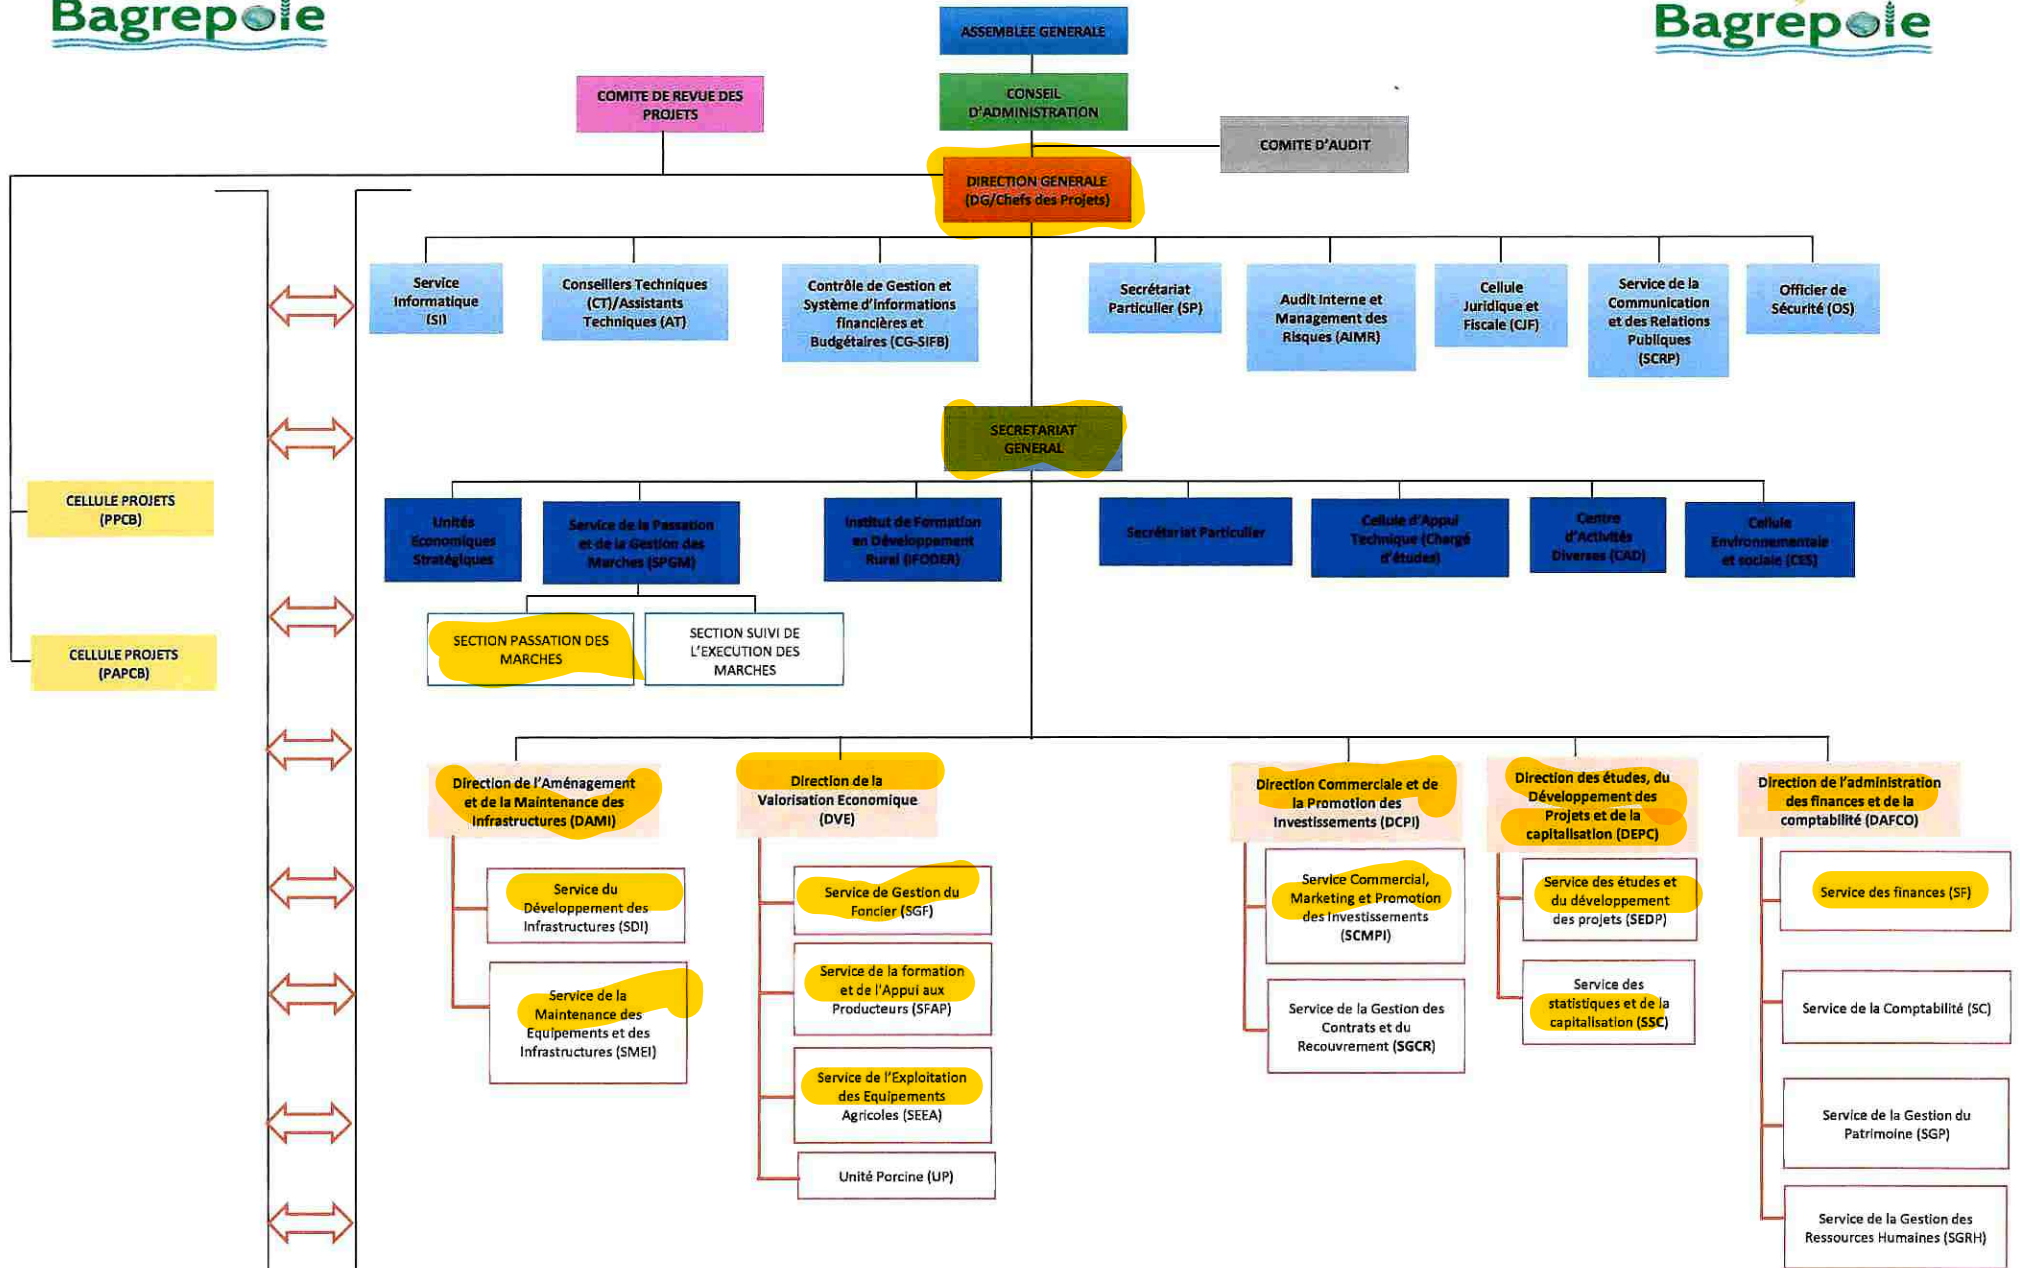 Bagrépole
Bagrépole
ASSEMBLEE GENERALE
COMITE DE REVUE DES
PROJETS
CONSEIL
D'ADMINISTRATION
COMITE D'AUDIT
DIRECTION GENERALE
(DG/Chefs des Projets)
Service
Informatique
(SI)
Conseillers Techniques
(CT)/Assistants
Techniques (AT)
Contrôle de Gestion et
Système d'Informations
financières et
Budgétaires (CG-SIFB)
Secrétariat
Particulier (SP)
Audit Interne et
Management des
Risques (AIMR)
Cellule
Juridique et
Fiscale (CJF)
Service de la
Communication
et des Relations
Publiques
(SCRP)
Officier de
Sécurité (OS)
SECRETARIAT
GENERAL
CELLULE PROJETS
(PPCB)
Unités
Economiques
Stratégiques
Service de la Passation
et de la Gestion des
Marches (SPGM)
Institut de Formation
en Développement
Rural (IFODER)
Secrétariat Particulier
Cellule d'Appui
Technique (Chargé
d'études)
Centre
d'Activités
Diverses (CAD)
Cellule
Environnementale
et sociale (CES)
SECTION PASSATION DES
MARCHES
SECTION SUIVI DE
L'EXECUTION DES
MARCHES
CELLULE PROJETS
(PAPCB)
Direction de l'Aménagement
et de la Maintenance des
Infrastructures (DAMI)
Direction de la
Valorisation Economique
(DVE)
Direction Commerciale et de
la Promotion des
Investissements (DCPI)
Direction des études, du
Développement des
Projets et de la
capitalisation (DEPC)
Direction de l'administration
des finances et de la
comptabilité (DAFCO)
Service du
Développement des
Infrastructures (SDI)
Service de la
Maintenance des
Equipements et des
Infrastructures (SMEI)
Service de Gestion du
Foncier (SGF)
Service de la formation
et de l'Appui aux
Producteurs (SFAP)
Service de l'Exploitation
des Equipements
Agricoles (SEEA)
Unité Porcine (UP)
Service Commercial,
Marketing et Promotion
des Investissements
(SCMPI)
Service de la Gestion des
Contrats et du
Recouvrement (SGCR)
Service des études et
du développement
des projets (SEDP)
Service des
statistiques et de la
capitalisation (SSC)
Service des finances (SF)
Service de la Comptabilité (SC)
Service de la Gestion du
Patrimoine (SGP)
Service de la Gestion des
Ressources Humaines (SGRH)